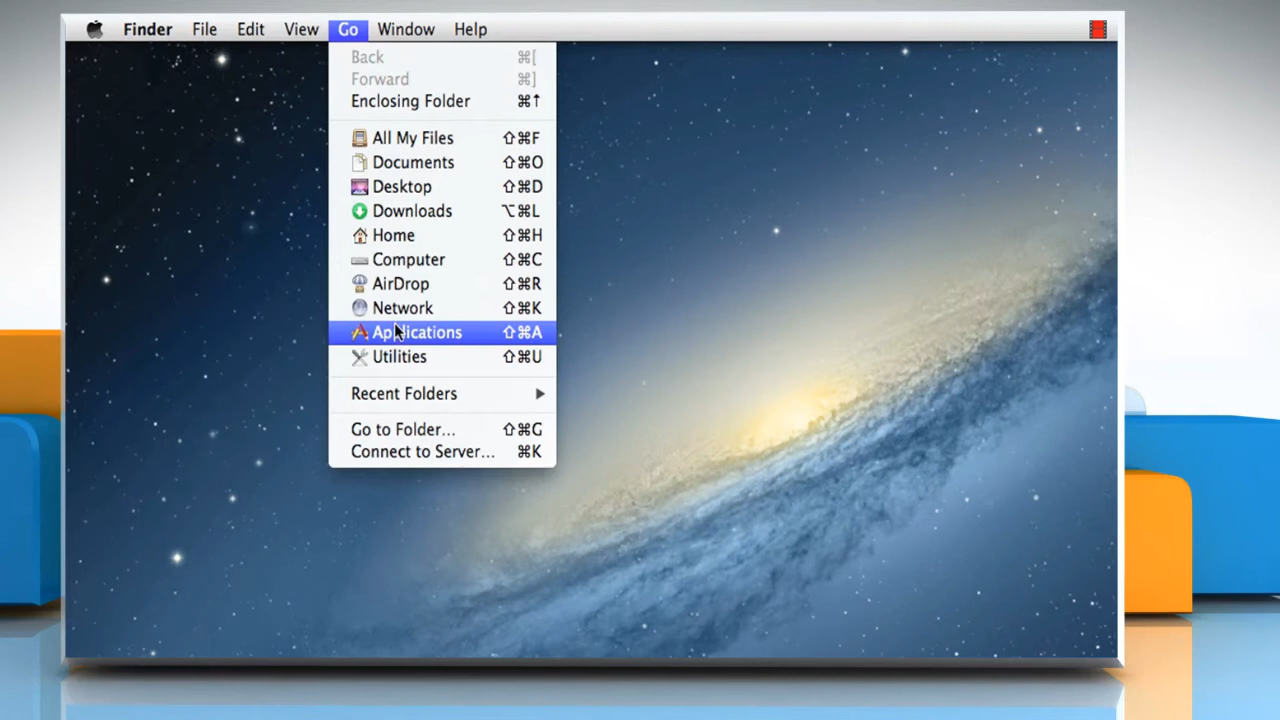 Finder File Edit View Go Window Help
Back ⌘[
Forward ⌘]
Enclosing Folder ⌘↑
All My Files ⇧⌘F
Documents ⇧⌘O
Desktop ⇧⌘D
Downloads ⌥⌘L
Home ⇧⌘H
Computer ⇧⌘C
AirDrop ⇧⌘R
Network ⇧⌘K
Applications ⇧⌘A
Utilities ⇧⌘U
Recent Folders ▶
Go to Folder... ⇧⌘G
Connect to Server... ⌘K